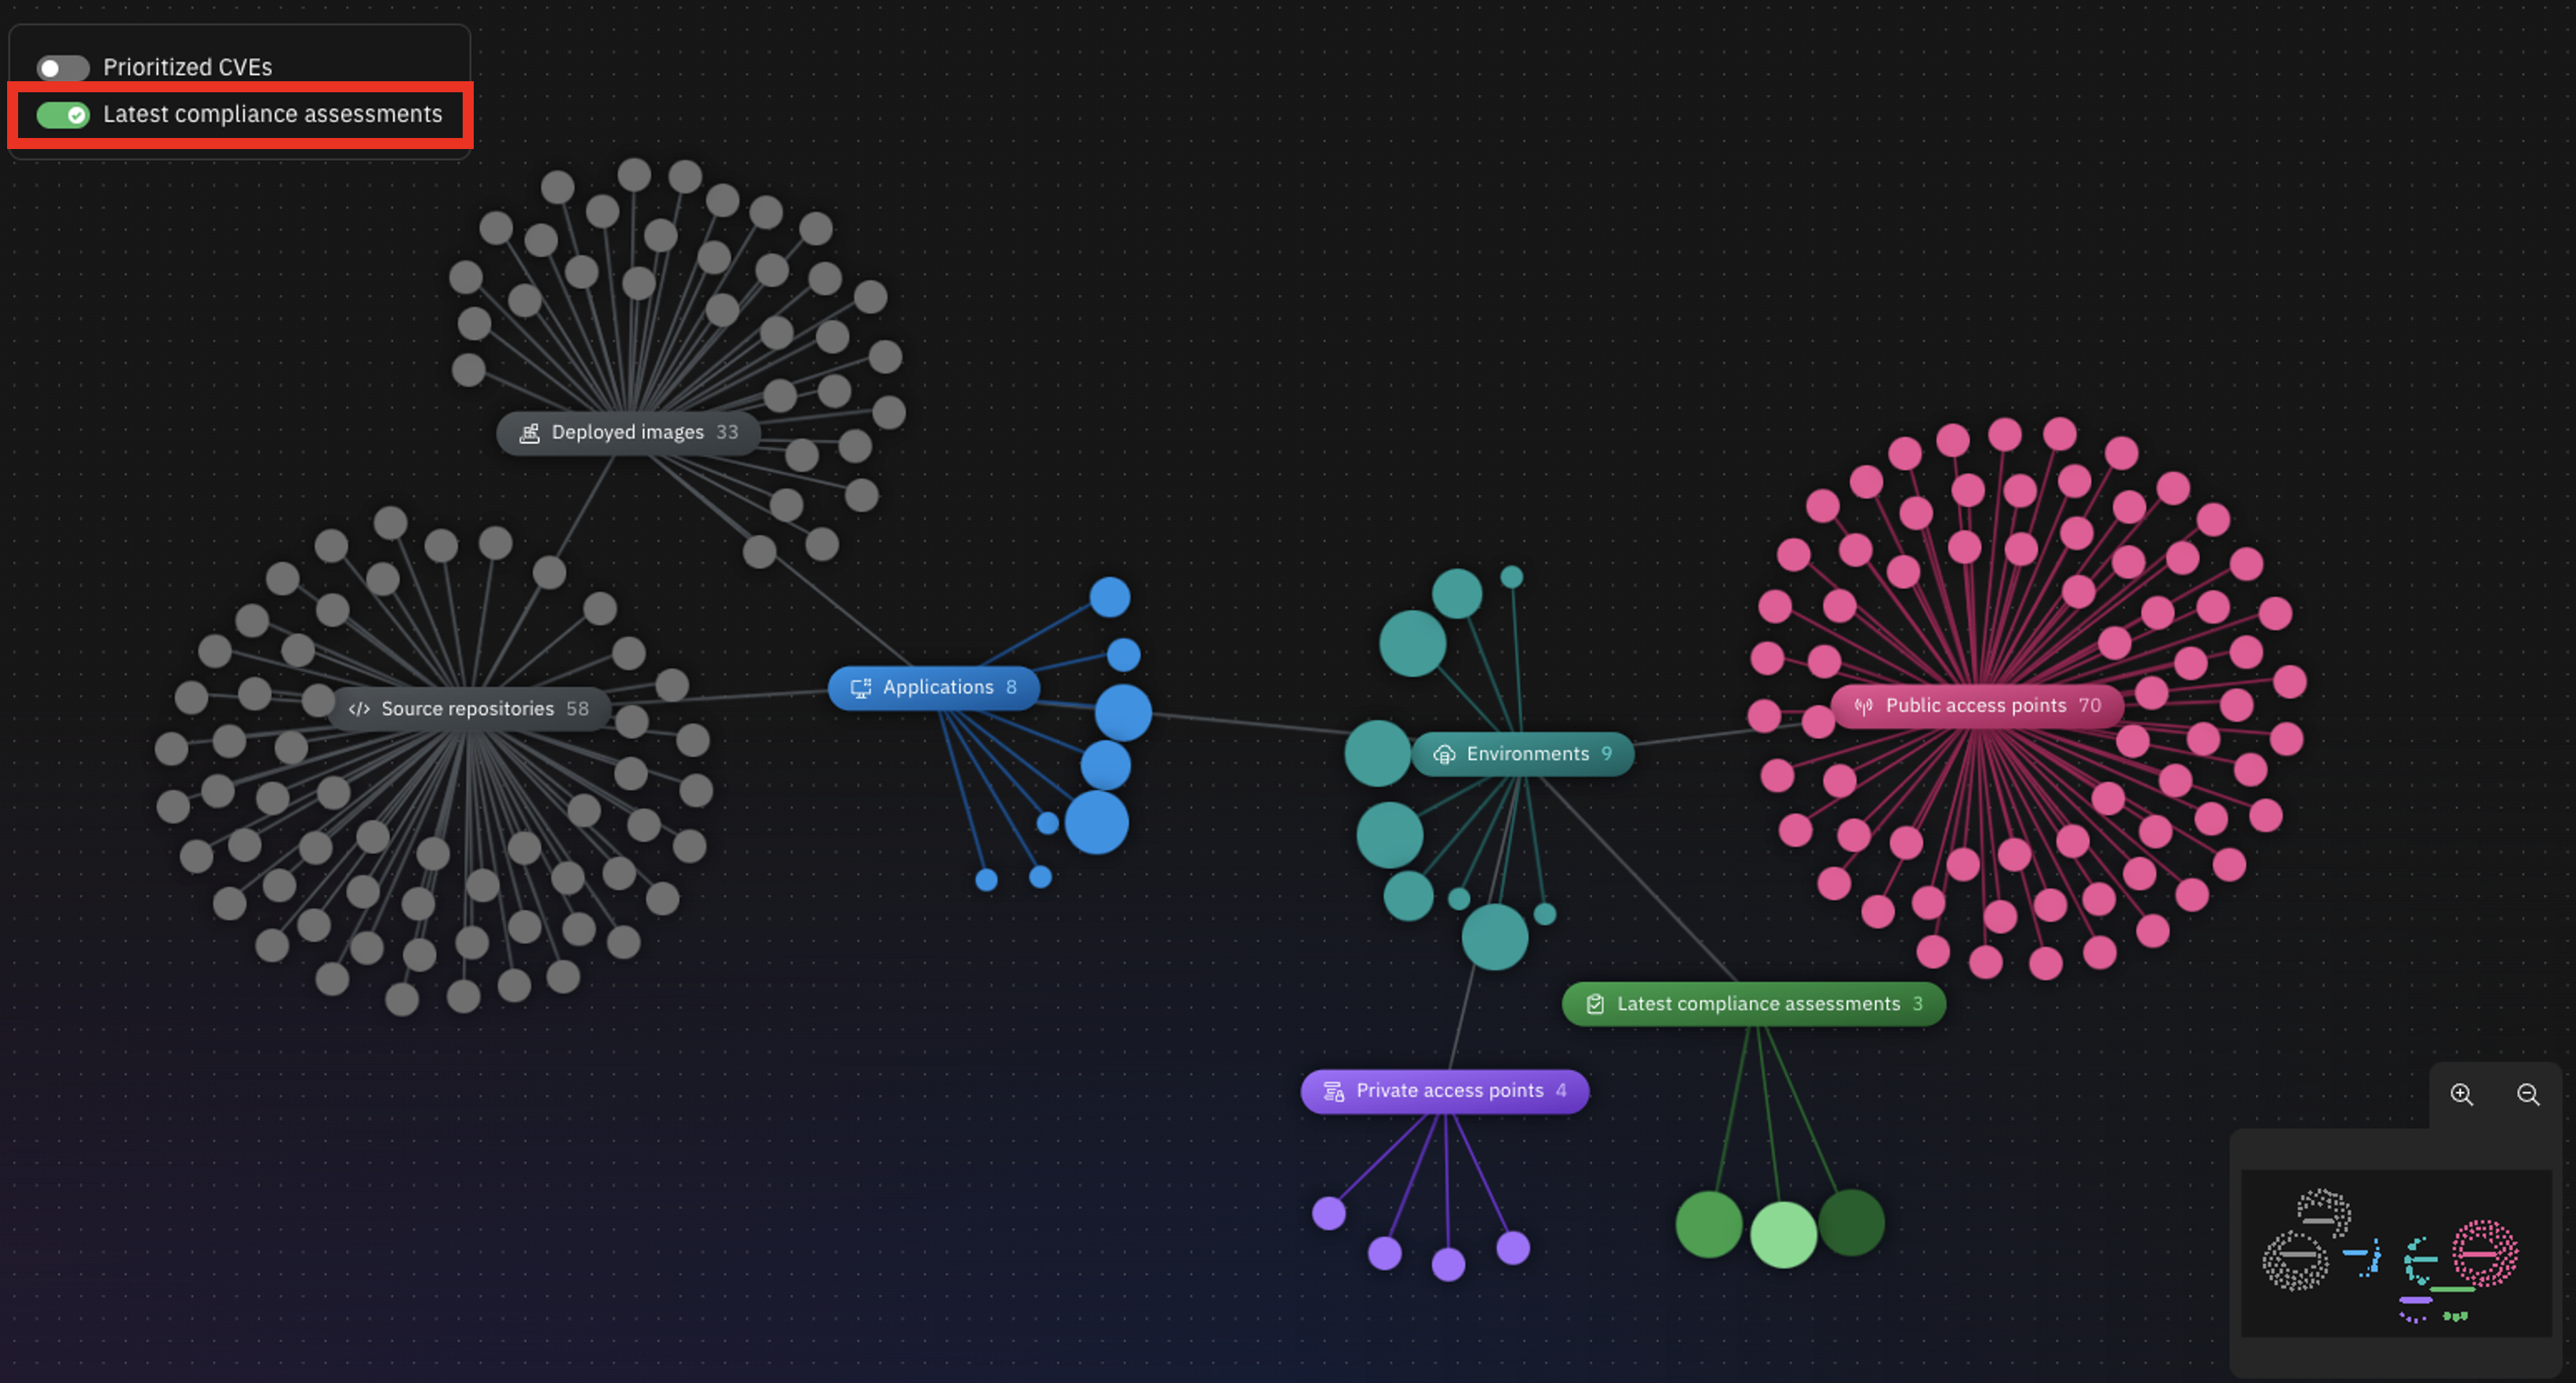 Prioritized CVEs
Latest compliance assessments
Deployed images 33
Applications 8
Source repositories 58
Public access points 70
Environments 9
Latest compliance assessments 3
Private access points 4